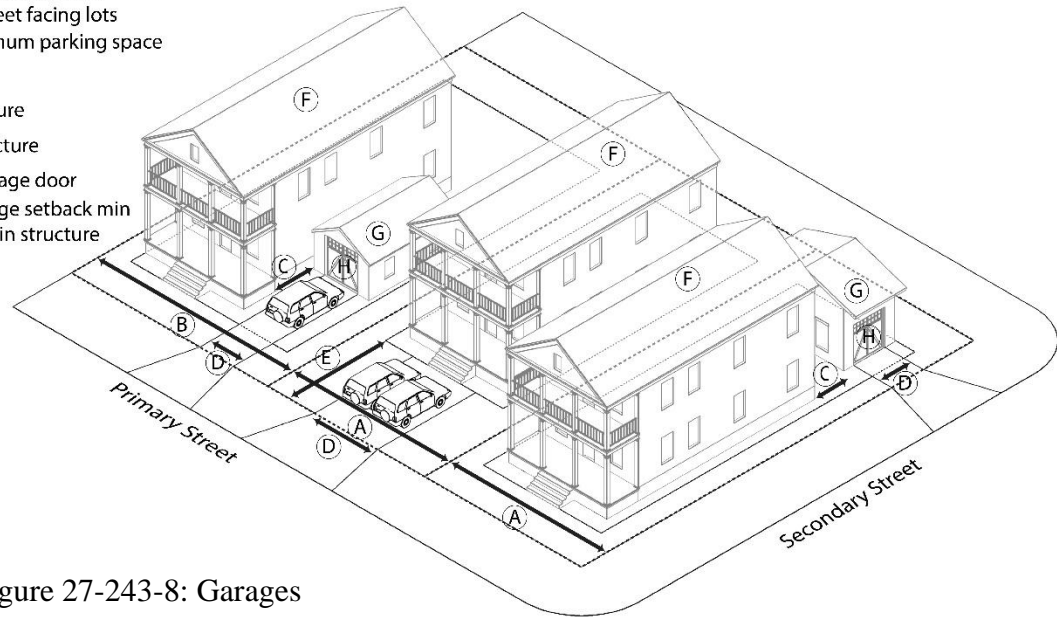 eet facing lots
num parking space
ure
cture
age door
ge setback min
in structure
F
F
G
C
H
F
G
B
D
E
H
C
D
A
D
A
Primary Street
Secondary Street
gure 27-243-8: Garages